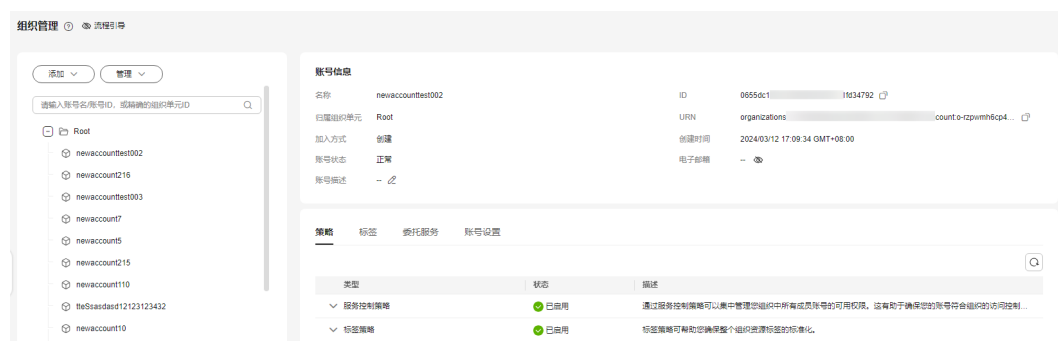 组织管理 流程引导
添加 管理
请输入账号名/账号ID、或精确的组织单元ID
Root
newaccounttest002
newaccount216
newaccounttest003
newaccount7
newaccount5
newaccount215
newaccount110
tteSsasdasd12123123432
newaccount10
账号信息
名称 newaccounttest002 ID 0655dc1 1fd34792
归属组织单元 Root URN organizations count:o-rzpwmh6cp4...
加入方式 创建 创建时间 2024/03/12 17:09:34 GMT+08:00
账号状态 正常 电子邮箱 --
账号描述 --
策略 标签 委托服务 账号设置
类型 状态 描述
服务控制策略 已启用 通过服务控制策略可以集中管理您组织中所有成员账号的可用权限。这有助于确保您的账号符合组织的访问控制...
标签策略 已启用 标签策略可帮助您确保整个组织资源标签的标准化。